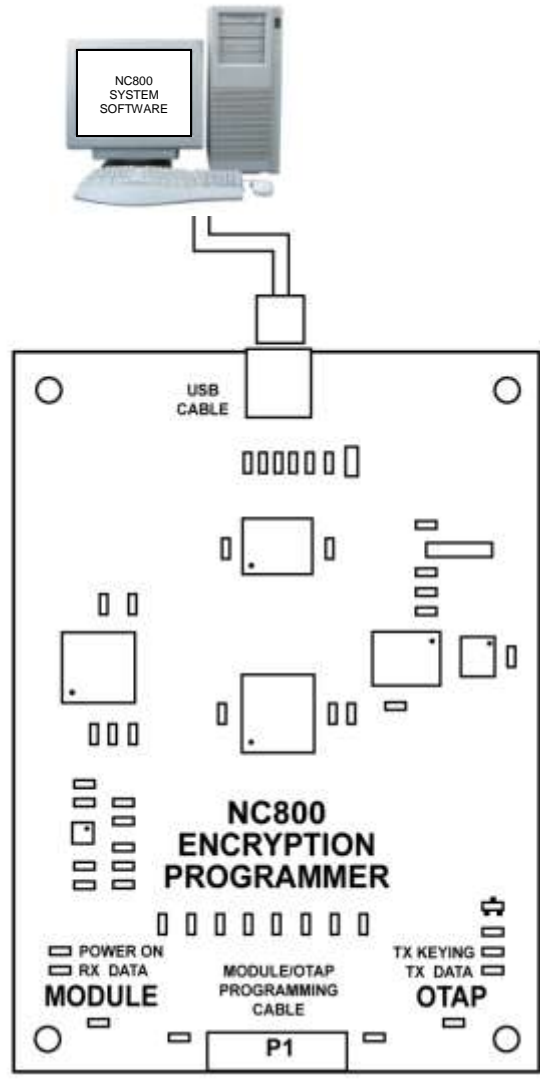 NC800
SYSTEM
SOFTWARE
USB
CABLE
NC800
ENCRYPTION
PROGRAMMER
POWER ON
RX DATA
MODULE
MODULE/OTAP
PROGRAMMING
CABLE
TX KEYING
TX DATA
OTAP
P1